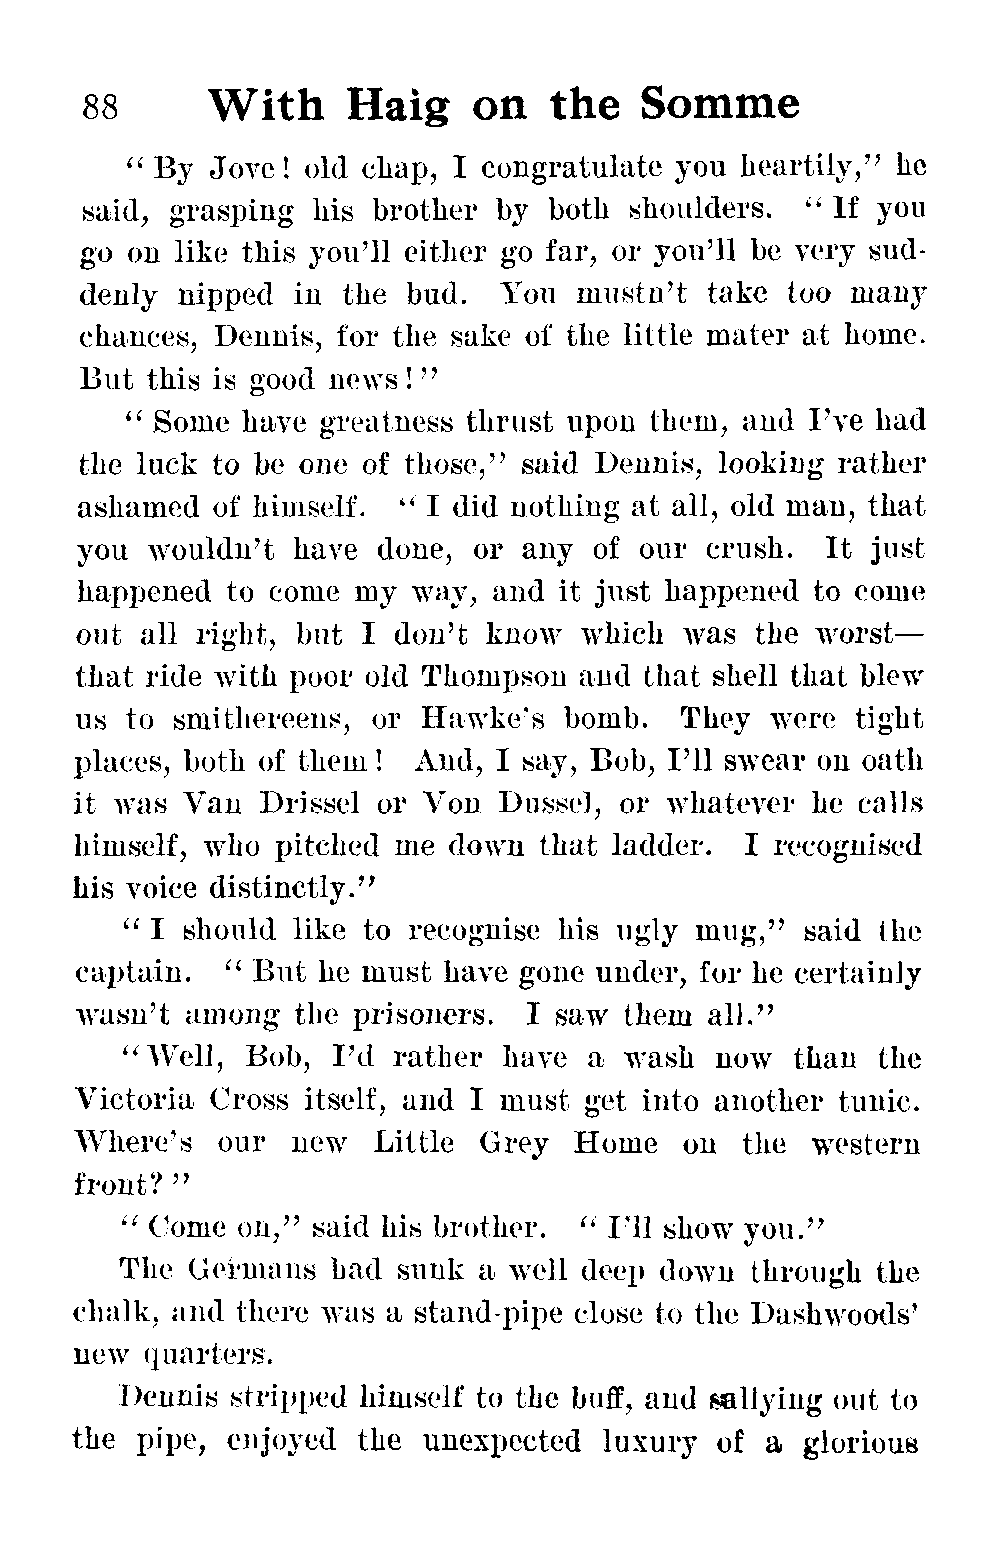 88 With Haig on the Somme
“ By Jove! old chap, I congratulate you heartily,” he
said, grasping his brother by both shoulders. “ If you
go on like this you’ll either go far, or you’ll be very sud-
denly nipped in the bud. You mustn’t take too many
chances, Dennis, for the sake of the little mater at home.
But this is good news!”
“ Some have greatness thrust upon them, and I’ve had
the luck to be one of those,” said Dennis, looking rather
ashamed of himself. “ I did nothing at all, old man, that
you wouldn’t have done, or any of our crush. It just
happened to come my way, and it just happened to come
out all right, but I don’t know which was the worst—
that ride with poor old Thompson and that shell that blew
us to smithereens, or Hawke’s bomb. They were tight
places, both of them! And, I say, Bob, I’ll swear on oath
it was Van Drissel or Von Dussel, or whatever he calls
himself, who pitched me down that ladder. I recognised
his voice distinctly.”
“ I should like to recognise his ugly mug,” said the
captain. “ But he must have gone under, for he certainly
wasn’t among the prisoners. I saw them all.”
“ Well, Bob, I’d rather have a wash now than the
Victoria Cross itself, and I must get into another tunic.
Where’s our new Little Grey Home on the western
front? ”
“ Come on,” said his brother. “ I’ll show you.”
The Germans had sunk a well deep down through the
chalk, and there was a stand-pipe close to the Dashwoods’
new quarters.
Dennis stripped himself to the buff, and sallying out to
the pipe, enjoyed the unexpected luxury of a glorious